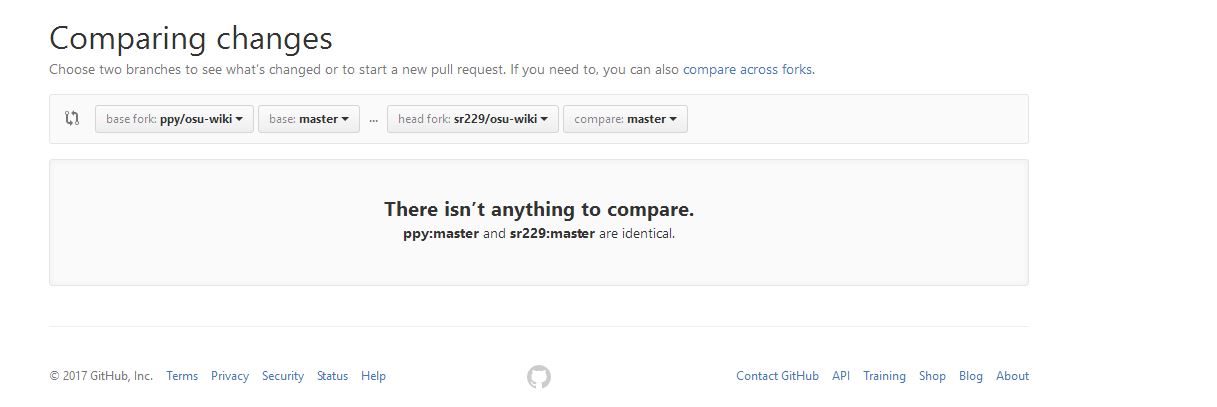 Comparing changes
Choose two branches to see what's changed or to start a new pull request. If you need to, you can also compare across forks.
base fork: ppy/osu-wiki base: master ... head fork: sr229/osu-wiki compare: master
There isn't anything to compare.
ppy:master and sr229:master are identical.
© 2017 GitHub, Inc. Terms Privacy Security Status Help Contact GitHub API Training Shop Blog About